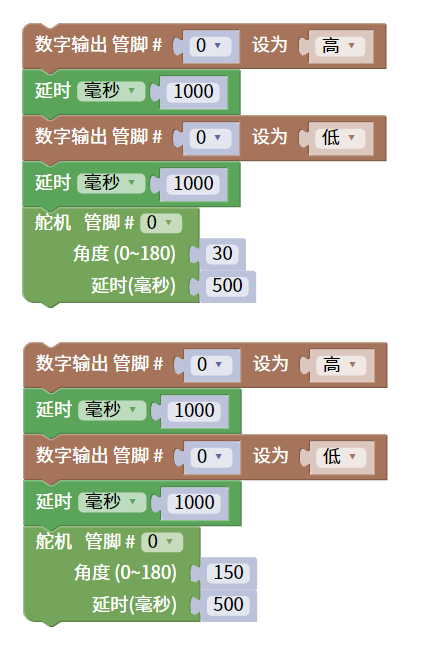 数字输出 管脚 # 0 设为 高
延时 毫秒 1000
数字输出 管脚 # 0 设为 低
延时 毫秒 1000
舵机 管脚 # 0
角度 (0~180) 30
延时(毫秒) 500
数字输出 管脚 # 0 设为 高
延时 毫秒 1000
数字输出 管脚 # 0 设为 低
延时 毫秒 1000
舵机 管脚 # 0
角度 (0~180) 150
延时(毫秒) 500